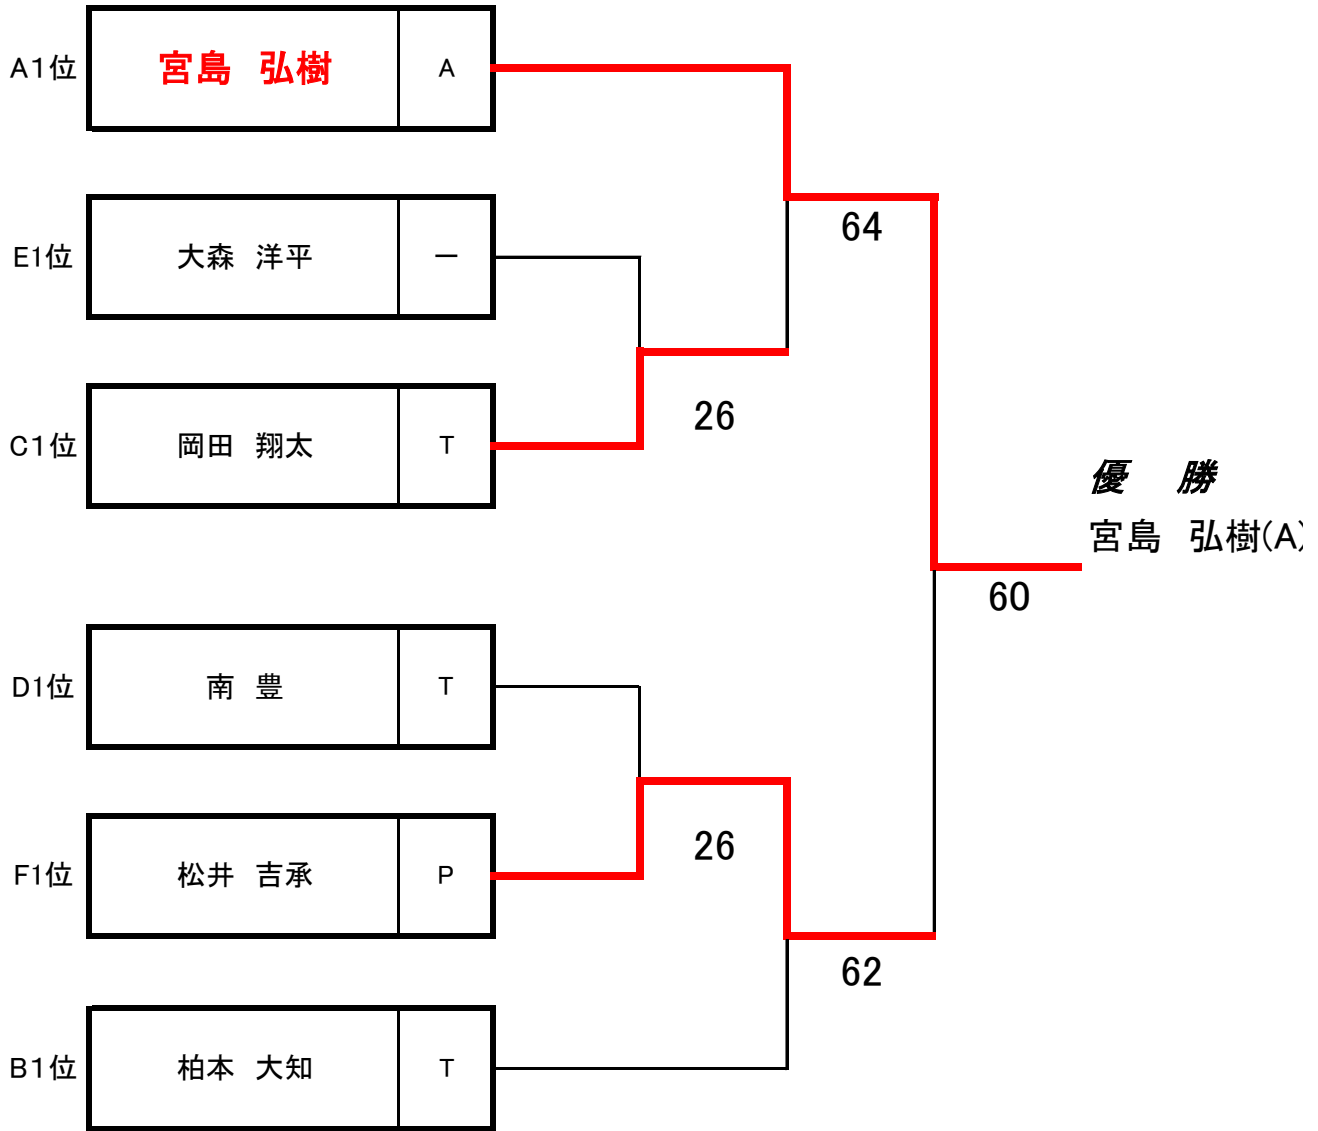 A1位 宮島 弘樹 A
64
E1位 大森 洋平 ー
26
C1位 岡田 翔太 T
優 勝
宮島 弘樹(A)
60
D1位 南 豊 T
26
F1位 松井 吉承 P
62
B1位 柏本 大知 T